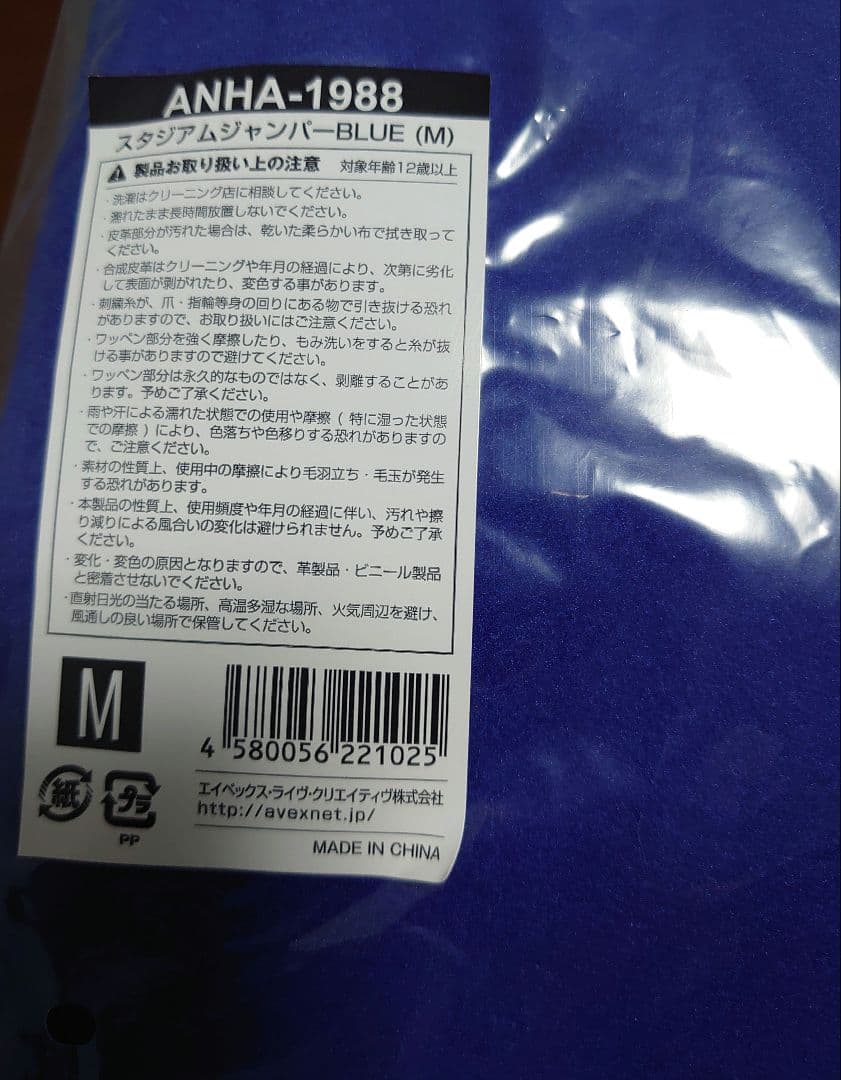 ANHA-1988
スタジアムジャンパーBLUE (M)
製品お取り扱い上の注意 対象年齢12歳以上
・洗濯はクリーニング店に相談してください。
・濡れたまま長時間放置しないでください。
・皮革部分が汚れた場合は、乾いた柔らかい布で拭き取って
ください。
・合成皮革はクリーニングや年月の経過により、次第に劣化
して表面が剥がれたり、変色する事があります。
・刺繍糸が、爪・指輪等身の回りにある物で引き抜ける恐れ
がありますので、お取り扱いにはご注意ください。
・ワッペン部分を強く摩擦したり、もみ洗いをすると糸が抜
ける事がありますので避けてください。
・ワッペン部分は永久的なものではなく、剥離することがあ
ります。予めご了承ください。
・雨や汗による濡れた状態での使用や摩擦 ( 特に湿った状態
での摩擦 ) により、色落ちや色移りする恐れがありますの
で、ご注意ください。
・素材の性質上、使用中の摩擦により毛羽立ち・毛玉が発生
する恐れがあります。
・本製品の性質上、使用頻度や年月の経過に伴い、汚れや擦
り減りによる風合いの変化は避けられません。予めご了承
ください。
・変化・変色の原因となりますので、革製品・ビニール製品
と密着させないでください。
・直射日光の当たる場所、高温多湿な場所、火気周辺を避け、
風通しの良い場所で保管してください。
M
4 580056 221025
紙 プラ
PP
エイベックス・ライヴ・クリエイティヴ株式会社
http://avexnet.jp/
MADE IN CHINA